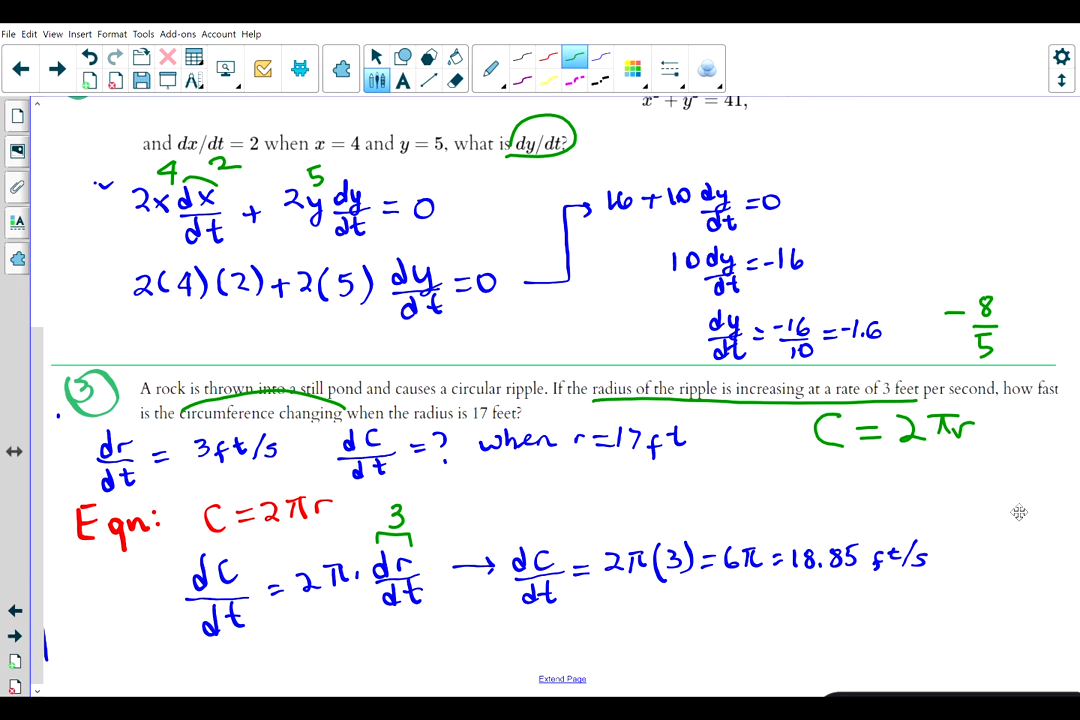 File Edit View Insert Format Tools Add-ons Account Help
x² + y² = 41,
and dx/dt = 2 when x = 4 and y = 5, what is dy/dt?
4 2 5
2x dx/dt + 2y dy/dt = 0
2(4)(2) + 2(5) dy/dt = 0
16 + 10 dy/dt = 0
10 dy/dt = -16
dy/dt = -16/10 = -1.6
- 8/5
3 A rock is thrown into a still pond and causes a circular ripple. If the radius of the ripple is increasing at a rate of 3 feet per second, how fast
is the circumference changing when the radius is 17 feet?
C = 2πr
dr/dt = 3ft/s dC/dt = ? when r = 17ft
Eqn: C = 2πr
3
dC/dt = 2π · dr/dt → dC/dt = 2π(3) = 6π = 18.85 ft/s
Extend Page